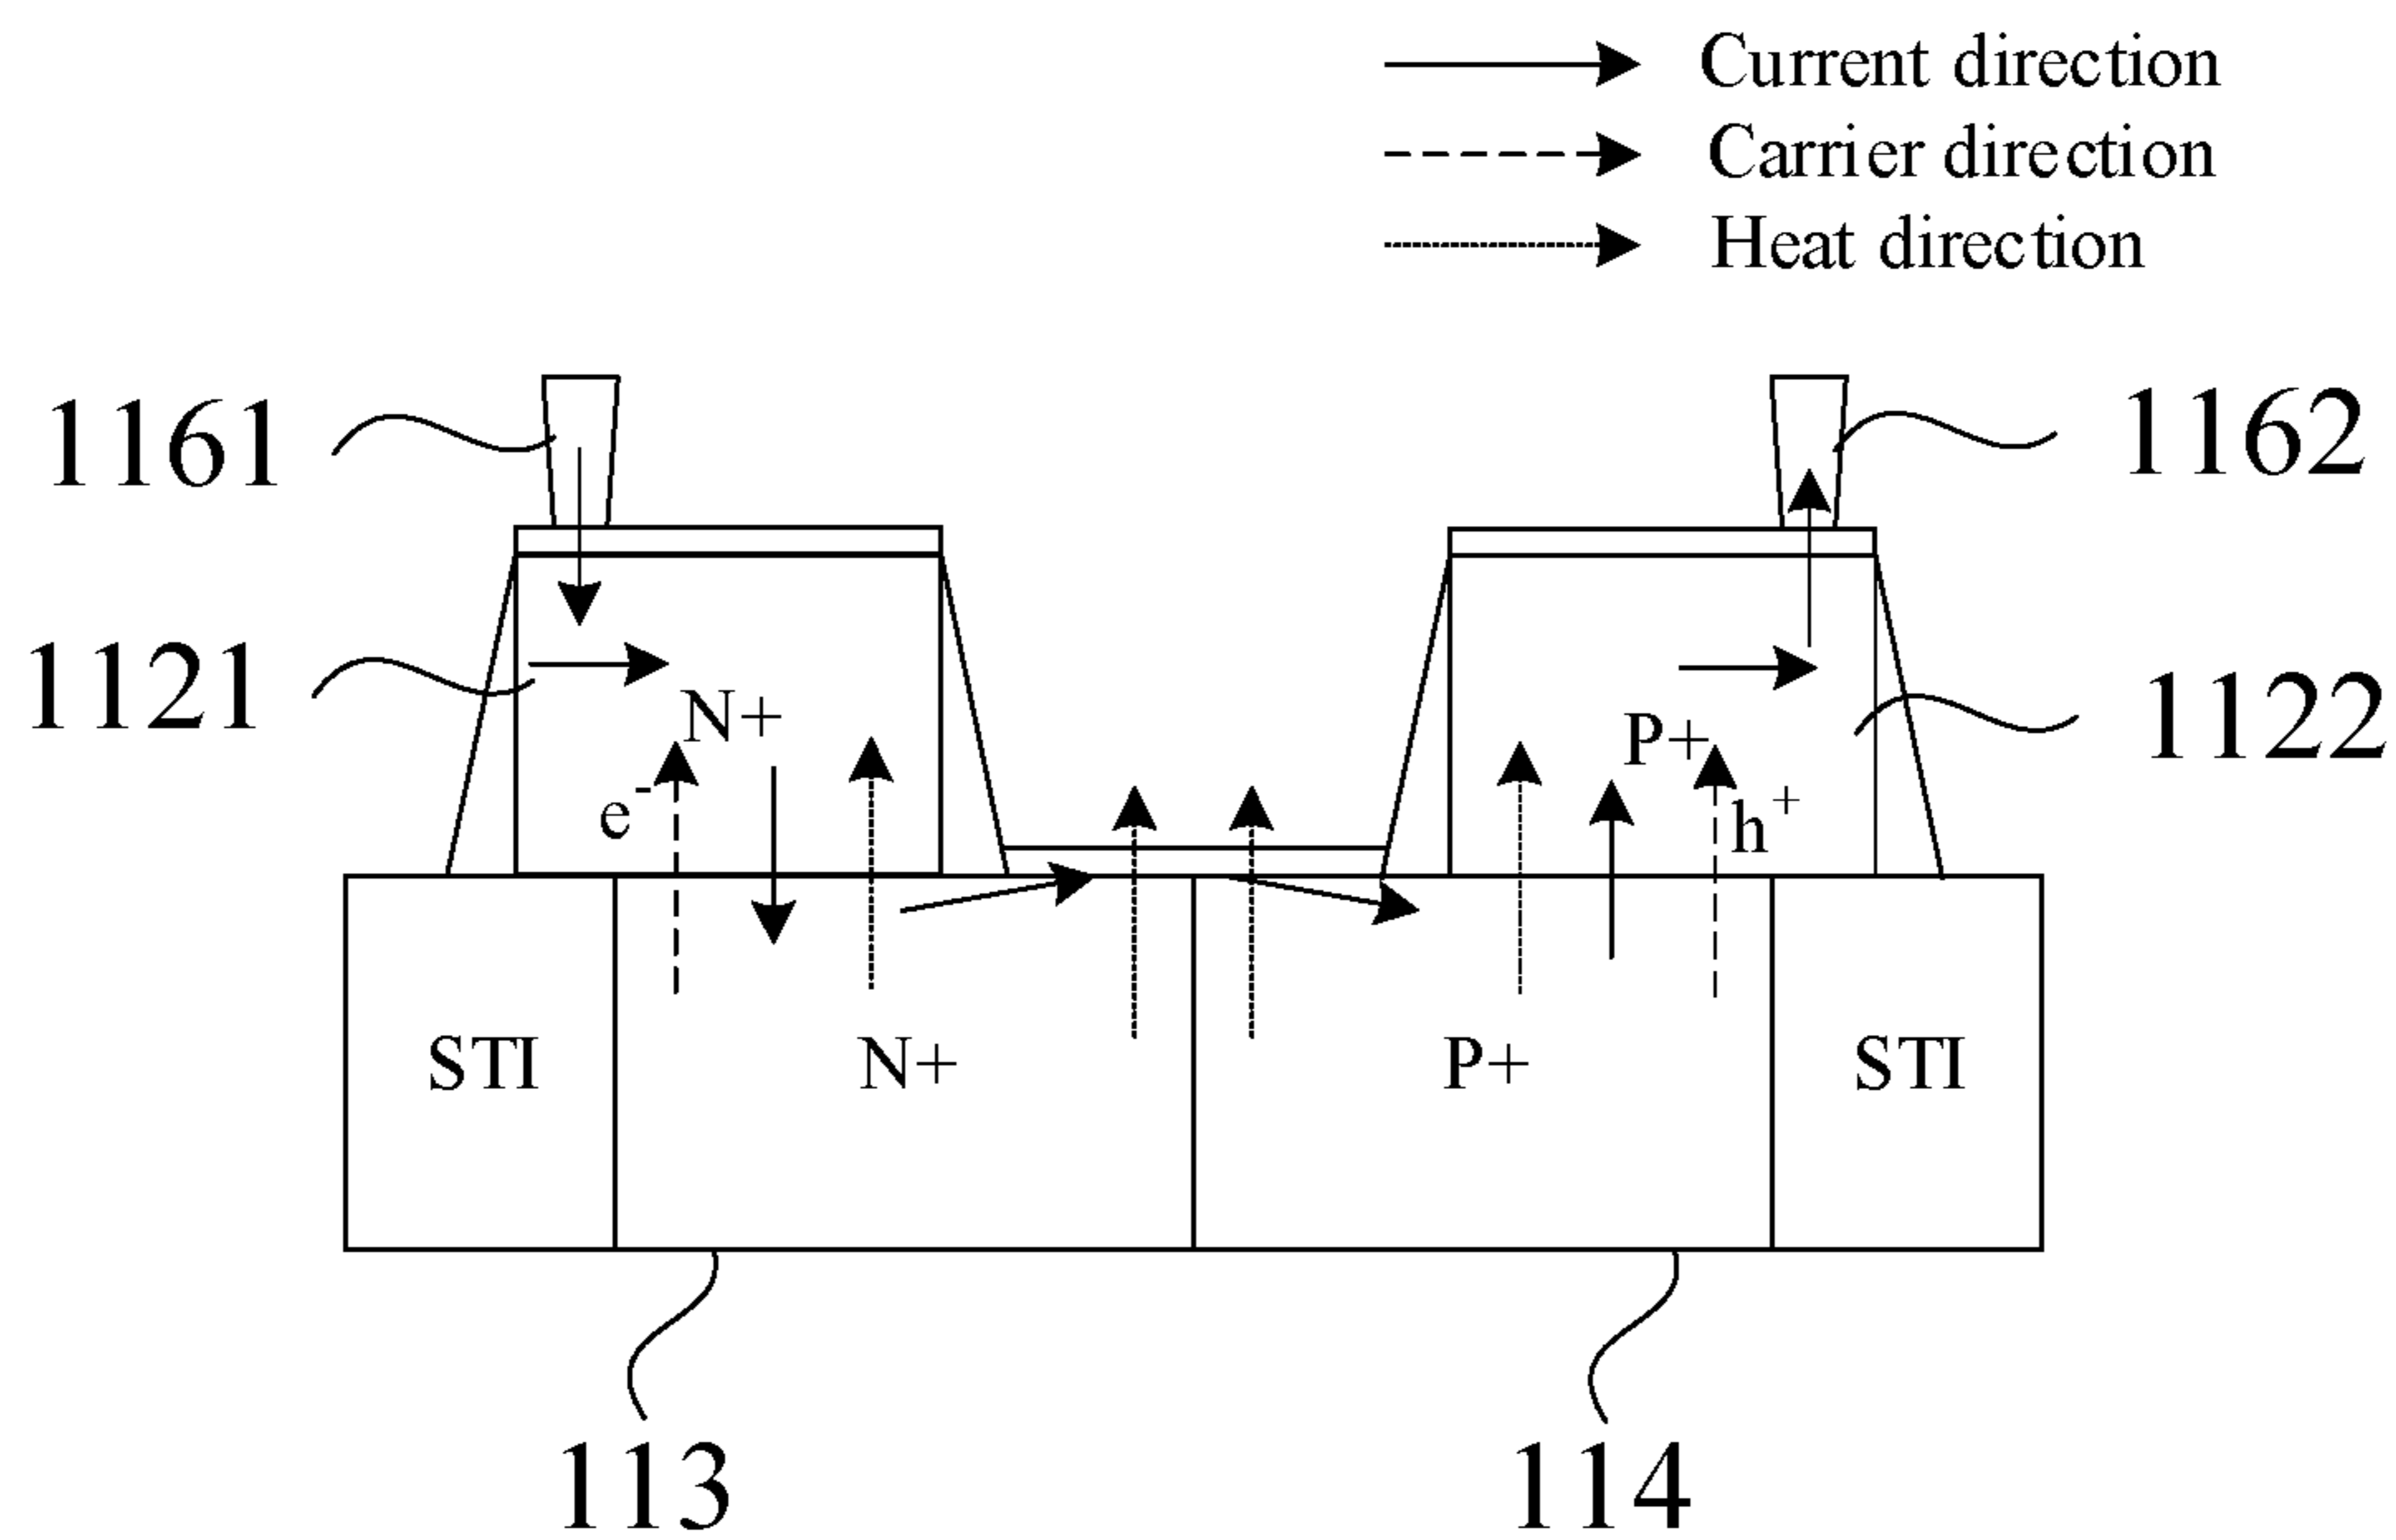 Current direction
Carrier direction
Heat direction
1161
1162
1121
N+
P+
1122
e-
h+
STI
N+
P+
STI
113
114